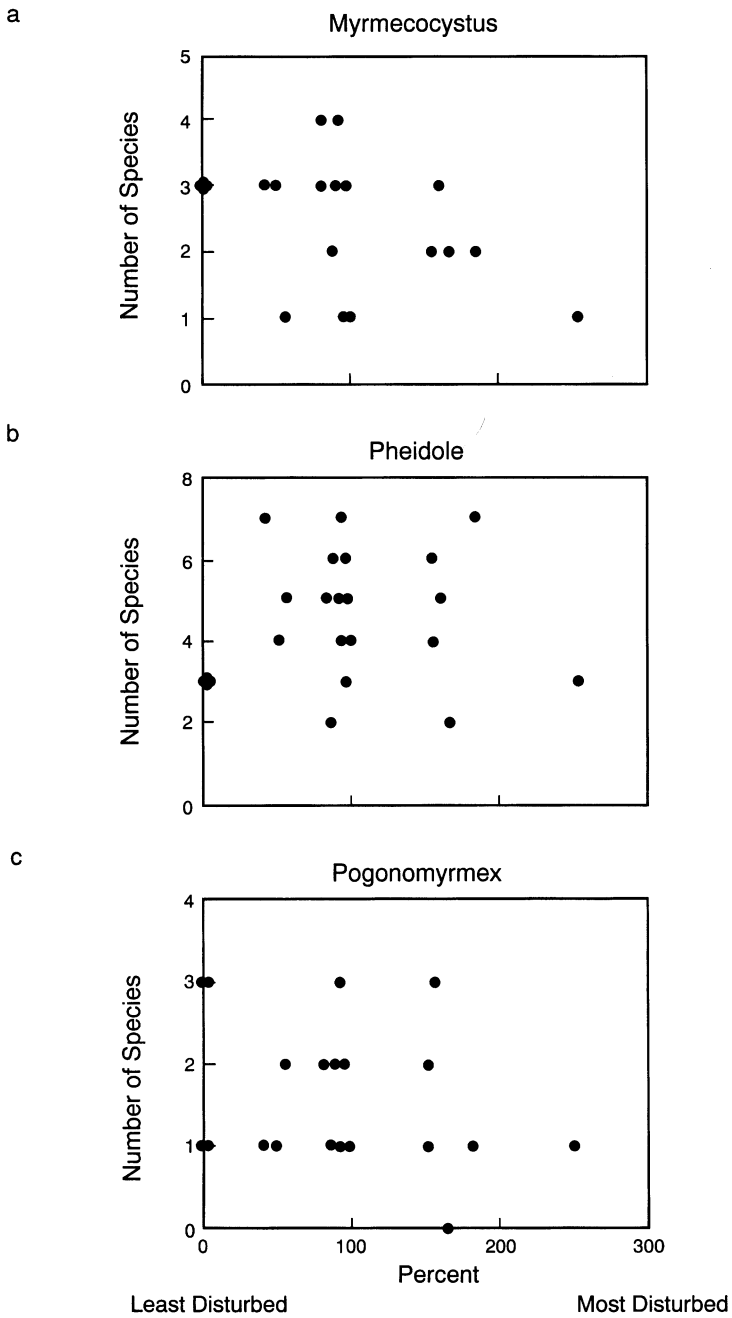 a
Myrmecocystus
5
4
3
2
1
0
Number of Species
b
Pheidole
8
6
4
2
0
Number of Species
c
Pogonomyrmex
4
3
2
1
0
Number of Species
0 100 200 300
Percent
Least Disturbed Most Disturbed